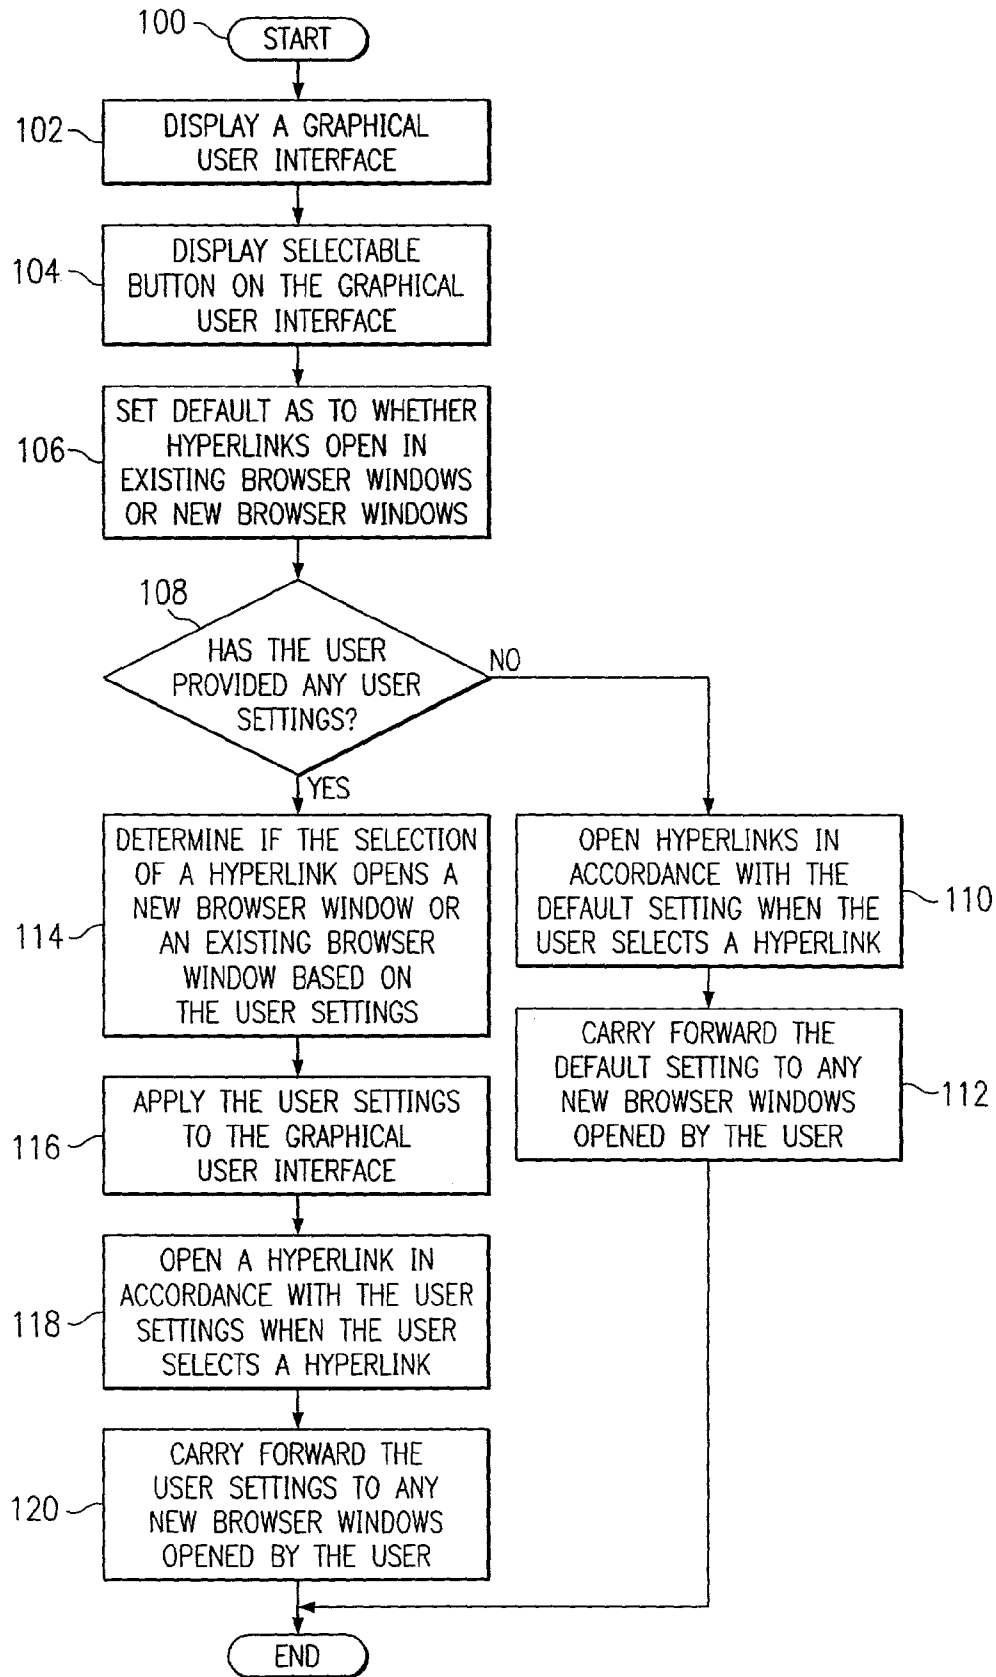 100
START
102
DISPLAY A GRAPHICAL
USER INTERFACE
104
DISPLAY SELECTABLE
BUTTON ON THE GRAPHICAL
USER INTERFACE
106
SET DEFAULT AS TO WHETHER
HYPERLINKS OPEN IN
EXISTING BROWSER WINDOWS
OR NEW BROWSER WINDOWS
108
HAS THE USER
PROVIDED ANY USER
SETTINGS?
NO
YES
114
DETERMINE IF THE SELECTION
OF A HYPERLINK OPENS A
NEW BROWSER WINDOW OR
AN EXISTING BROWSER
WINDOW BASED ON
THE USER SETTINGS
OPEN HYPERLINKS IN
ACCORDANCE WITH THE
DEFAULT SETTING WHEN THE
USER SELECTS A HYPERLINK
110
CARRY FORWARD THE
DEFAULT SETTING TO ANY
NEW BROWSER WINDOWS
OPENED BY THE USER
112
116
APPLY THE USER SETTINGS
TO THE GRAPHICAL
USER INTERFACE
118
OPEN A HYPERLINK IN
ACCORDANCE WITH THE USER
SETTINGS WHEN THE USER
SELECTS A HYPERLINK
120
CARRY FORWARD THE
USER SETTINGS TO ANY
NEW BROWSER WINDOWS
OPENED BY THE USER
END